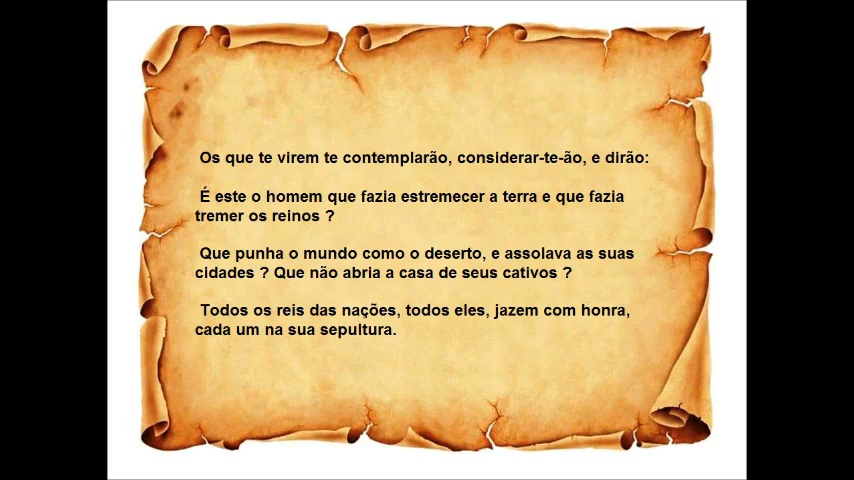 Os que te virem te contemplarão, considerar-te-ão, e dirão:
É este o homem que fazia estremecer a terra e que fazia
tremer os reinos ?
Que punha o mundo como o deserto, e assolava as suas
cidades ? Que não abria a casa de seus cativos ?
Todos os reis das nações, todos eles, jazem com honra,
cada um na sua sepultura.